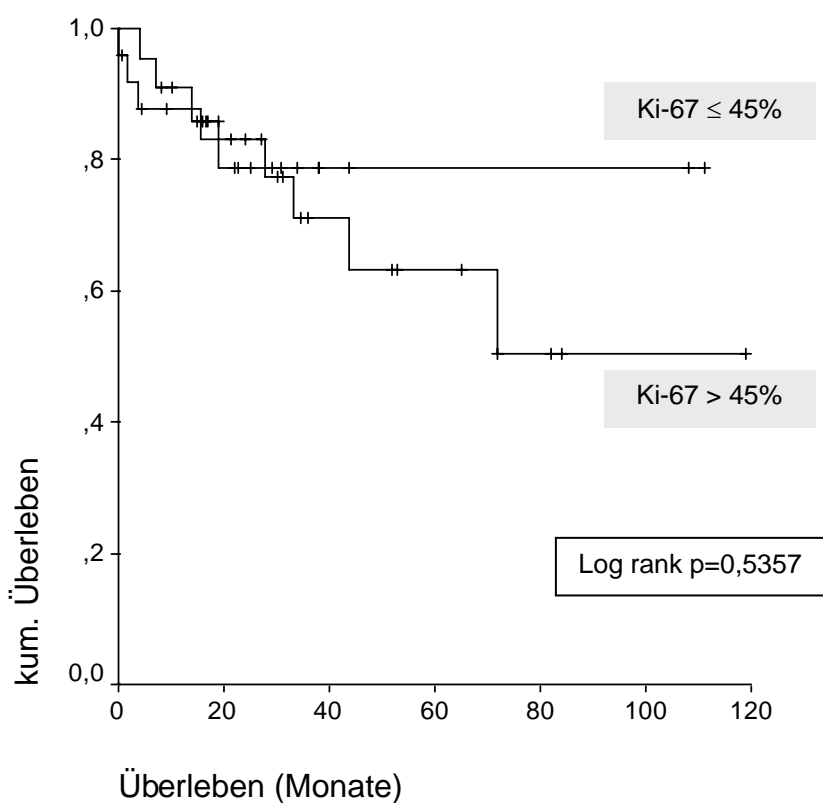 1,0
Ki-67 ≤ 45%
,8
,6
Ki-67 > 45%
,4
kum. Überleben
,2
Log rank p=0,5357
0,0
0 20 40 60 80 100 120
Überleben (Monate)